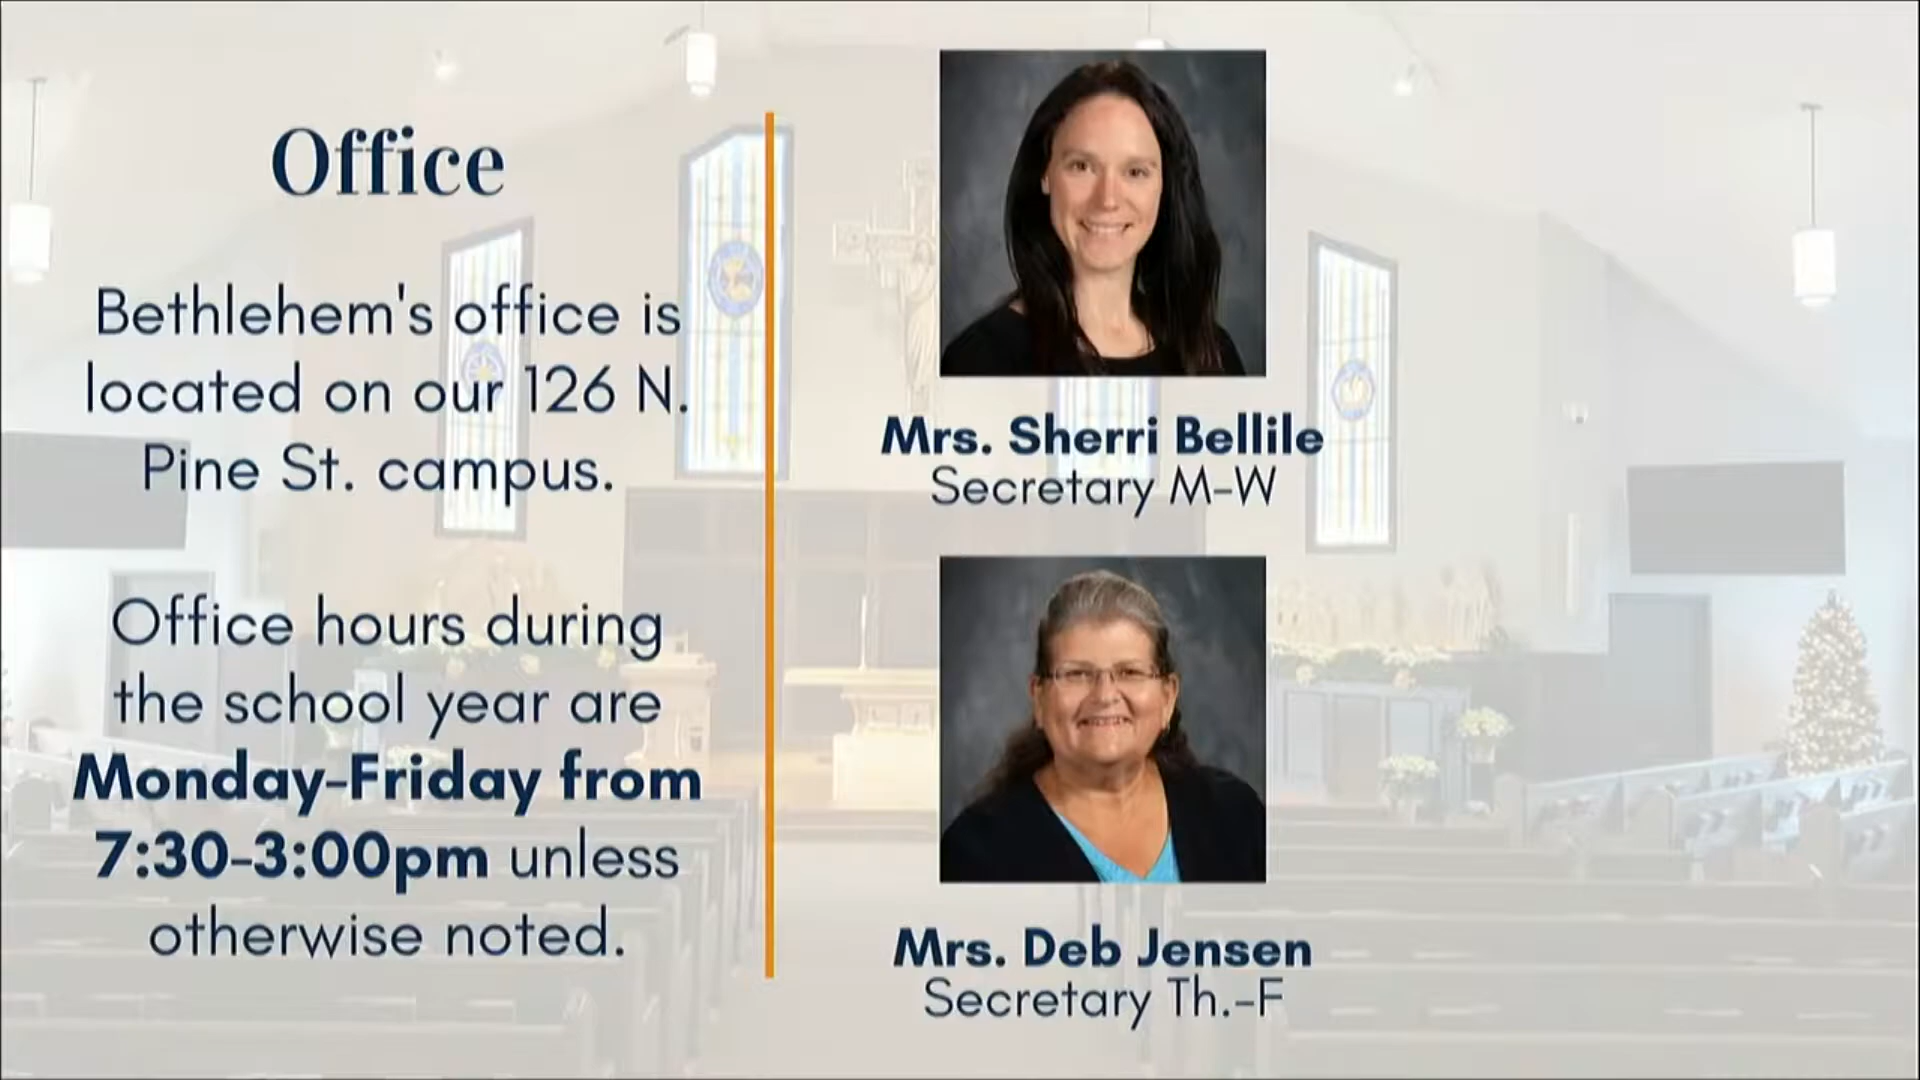 Office
Bethlehem's office is
located on our 126 N.
Pine St. campus.
Office hours during
the school year are
Monday-Friday from
7:30-3:00pm unless
otherwise noted.
Mrs. Sherri Bellile
Secretary M-W
Mrs. Deb Jensen
Secretary Th.-F